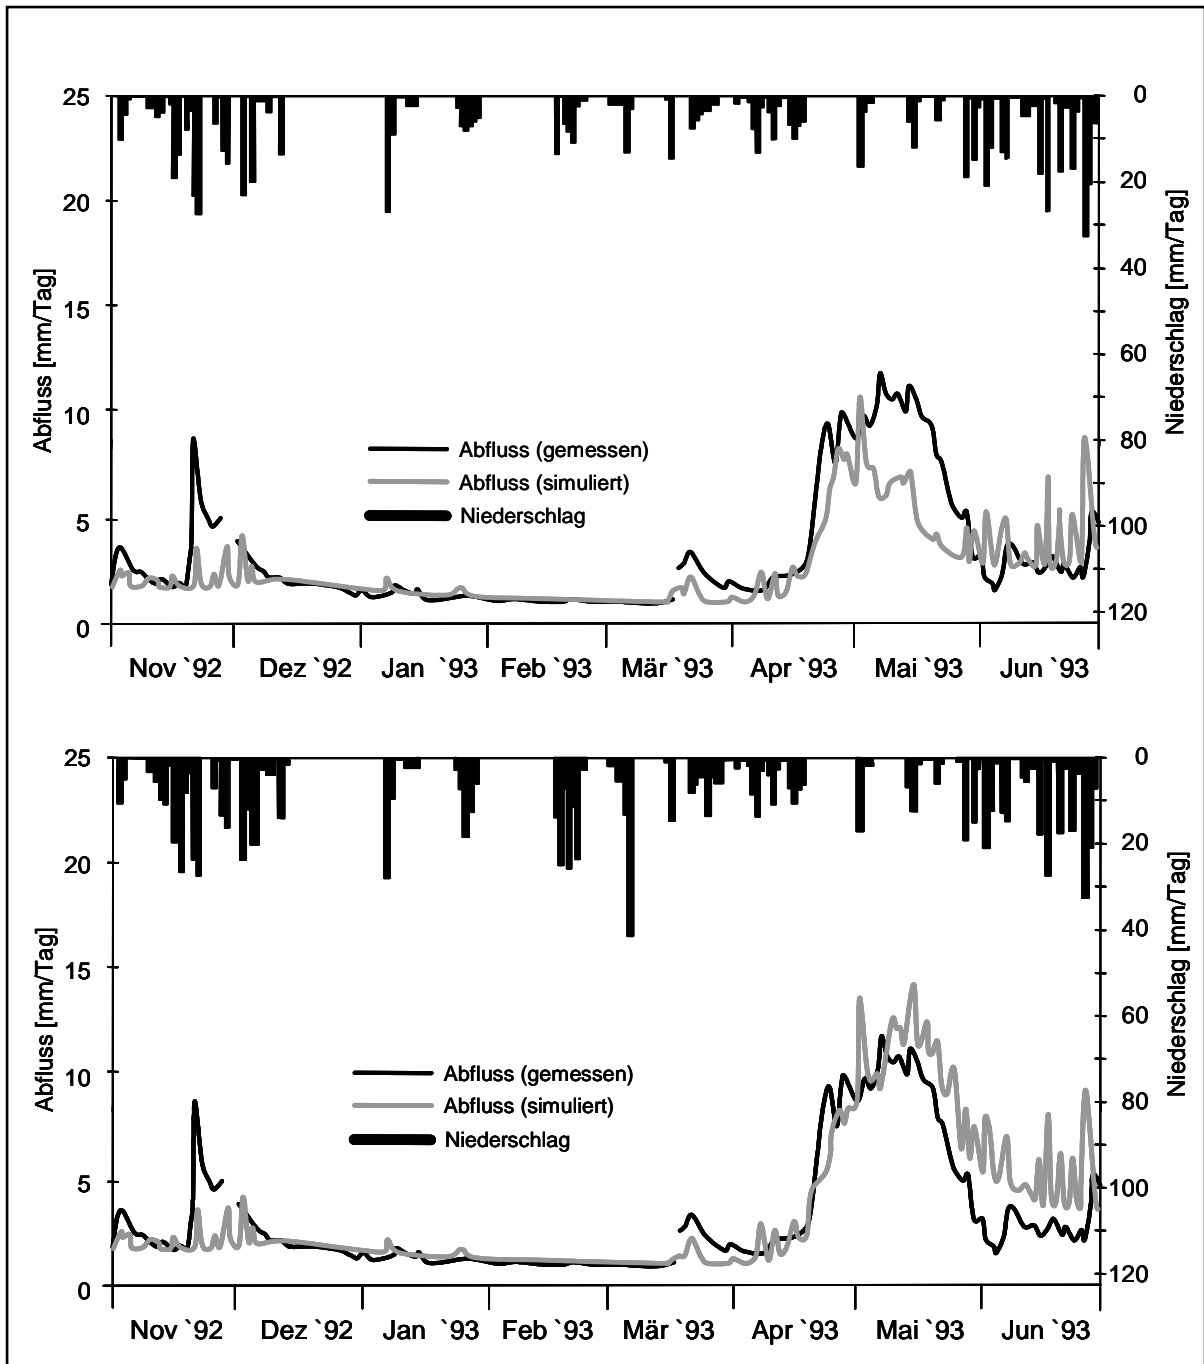 25
20
15
10
5
0
Abfluss [mm/Tag]
0
20
40
60
80
100
120
Niederschlag [mm/Tag]
Abfluss (gemessen)
Abfluss (simuliert)
Niederschlag
Nov `92 Dez `92 Jan `93 Feb `93 Mär `93 Apr `93 Mai `93 Jun `93
25
20
15
10
5
0
Abfluss [mm/Tag]
0
20
40
60
80
100
120
Niederschlag [mm/Tag]
Abfluss (gemessen)
Abfluss (simuliert)
Niederschlag
Nov `92 Dez `92 Jan `93 Feb `93 Mär `93 Apr `93 Mai `93 Jun `93